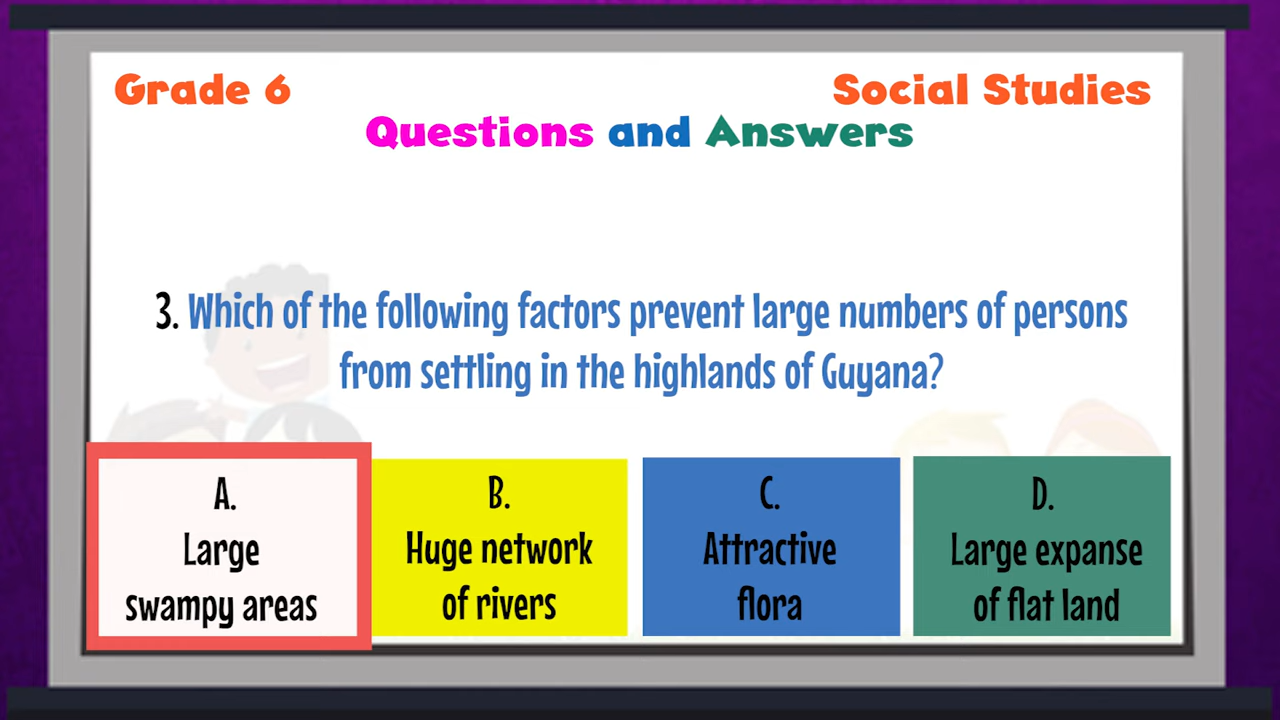 Grade 6
Social Studies
Questions and Answers
3. Which of the following factors prevent large numbers of persons
from settling in the highlands of Guyana?
A.
Large
swampy areas
B.
Huge network
of rivers
C.
Attractive
flora
D.
Large expanse
of flat land